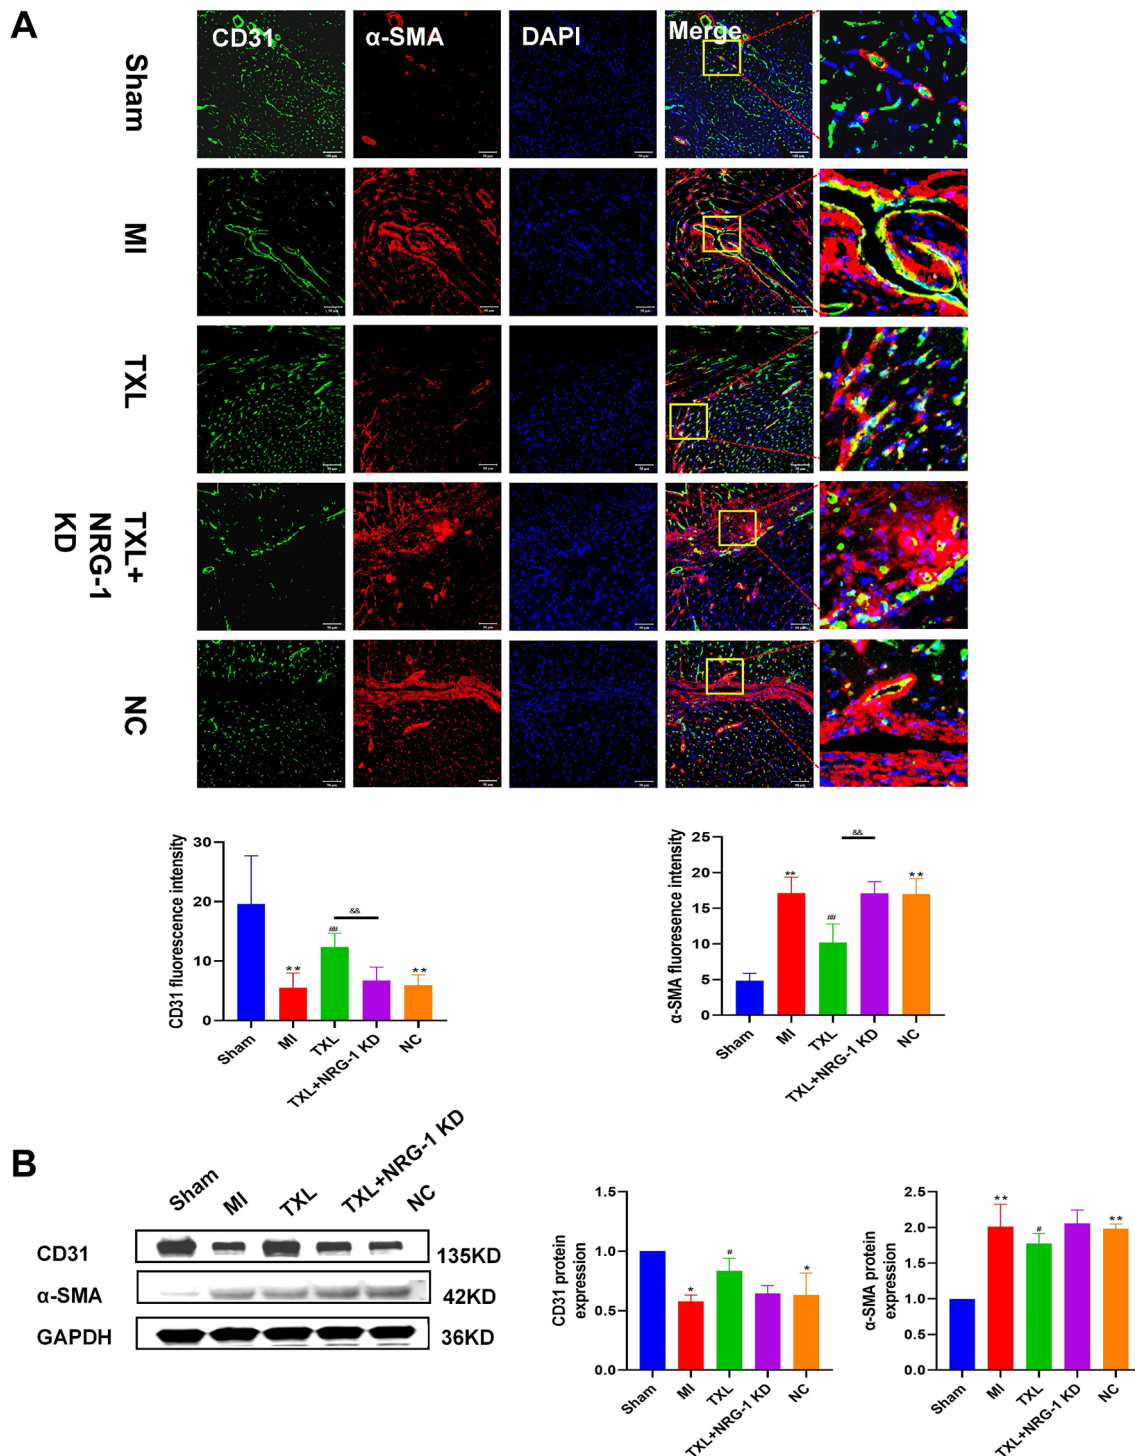 A
CD31
α-SMA
DAPI
Merge
Sham
MI
TXL
TXL+
NRG-1
KD
NC
CD31 fluorescence intensity
30
20
10
0
**
##
&&
**
Sham
MI
TXL
TXL+NRG-1 KD
NC
α-SMA fluoresence intensity
25
20
15
10
5
0
**
##
&&
**
Sham
MI
TXL
TXL+NRG-1 KD
NC
B
Sham
MI
TXL
TXL+NRG-1 KD
NC
CD31
135KD
α-SMA
42KD
GAPDH
36KD
CD31 protein
expression
1.5
1.0
0.5
0.0
*
#
*
Sham
MI
TXL
TXL+NRG-1 KD
NC
α-SMA protein
expression
2.5
2.0
1.5
1.0
0.5
0.0
**
#
**
Sham
MI
TXL
TXL+NRG-1 KD
NC